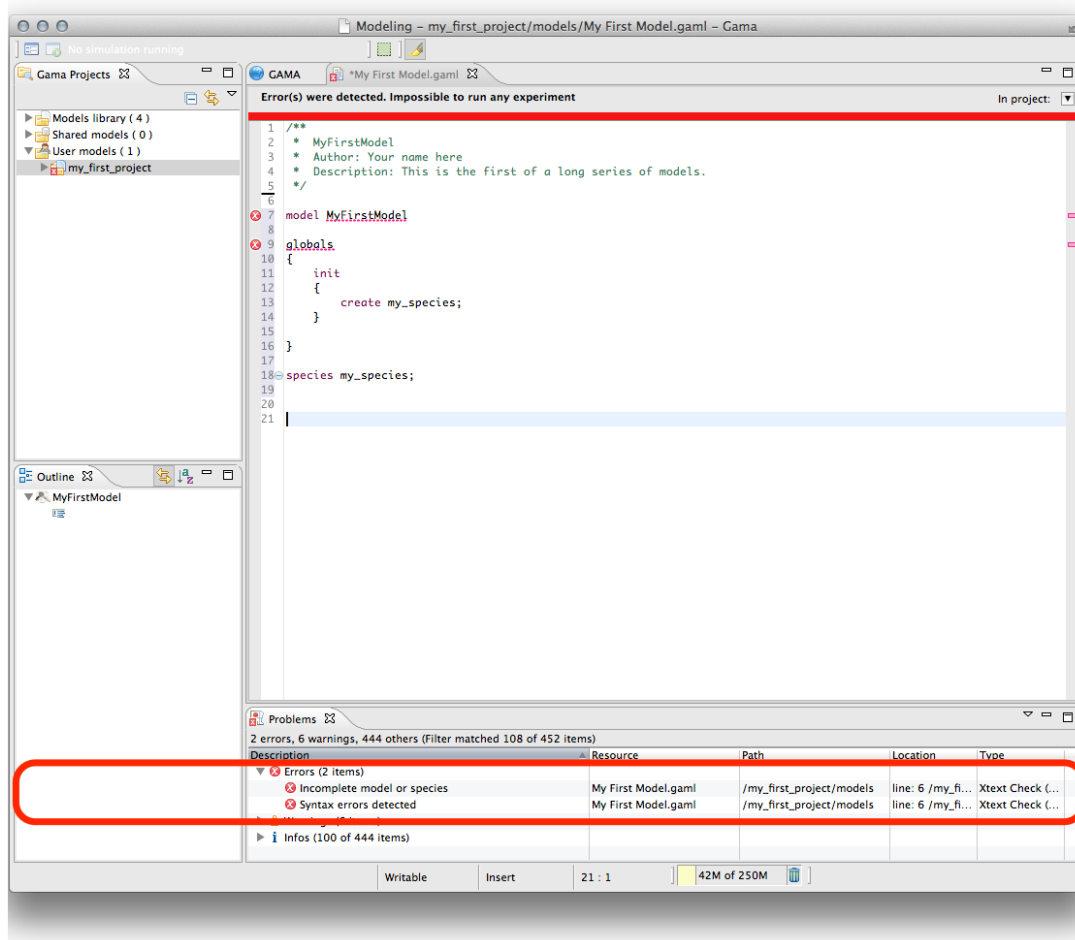 Modeling – my_first_project/models/My First Model.gaml – Gama
No simulation running
Gama Projects
Models library ( 4 )
Shared models ( 0 )
User models ( 1 )
my_first_project
GAMA
*My First Model.gaml
Error(s) were detected. Impossible to run any experiment
In project:
1 /**
2 * MyFirstModel
3 * Author: Your name here
4 * Description: This is the first of a long series of models.
5 */
6
7 model MyFirstModel
8
9 globals
10 {
11 init
12 {
13 create my_species;
14 }
15
16 }
17
18 species my_species;
19
20
21
Outline
MyFirstModel
Problems
2 errors, 6 warnings, 444 others (Filter matched 108 of 452 items)
Description Resource Path Location Type
Errors (2 items)
Incomplete model or species My First Model.gaml /my_first_project/models line: 6 /my_fi... Xtext Check (...
Syntax errors detected My First Model.gaml /my_first_project/models line: 6 /my_fi... Xtext Check (...
i Infos (100 of 444 items)
Writable Insert 21 : 1 42M of 250M